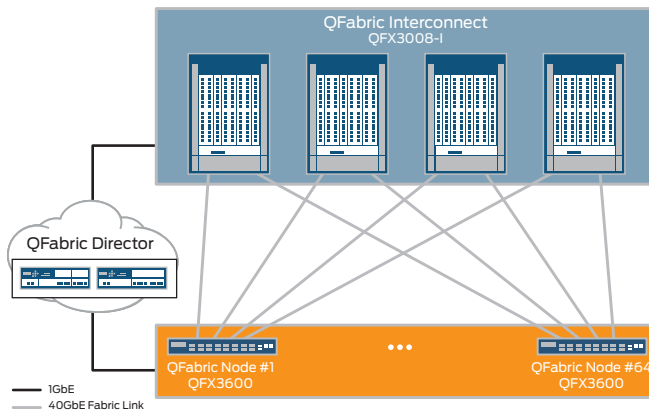 QFabric Interconnect
QFX3008-I
QFabric Director
QFabric Node #1
QFX3600
QFabric Node #64
QFX3600
1GbE
40GbE Fabric Link